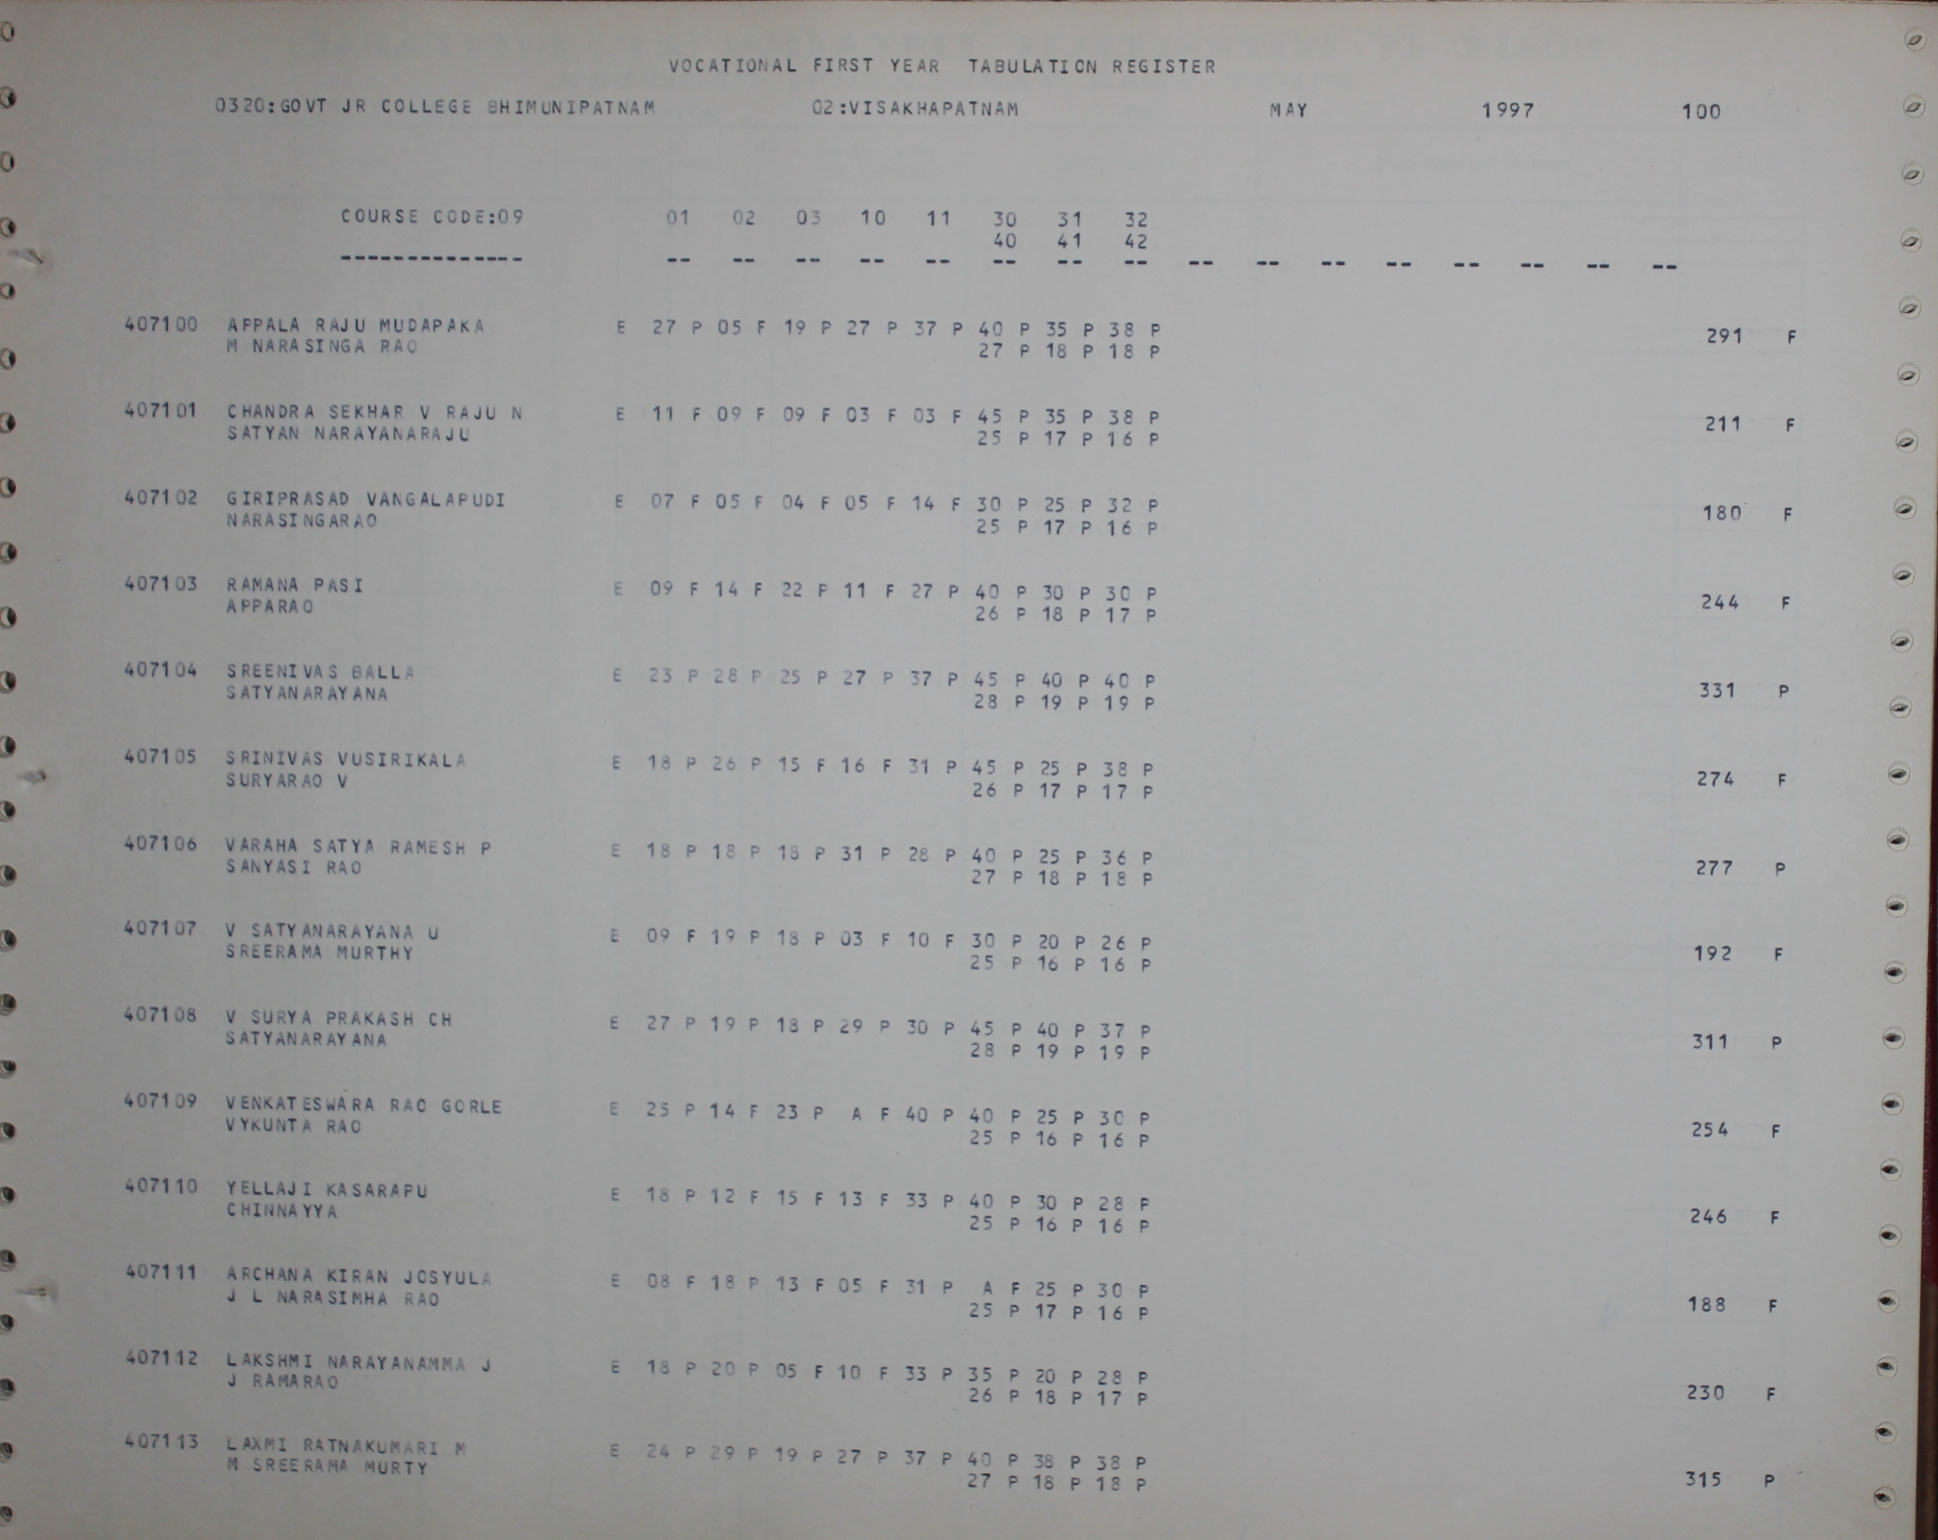 VOCATIONAL FIRST YEAR TABULATION REGISTER
0320:GOVT JR COLLEGE BHIMUNIPATNAM 02:VISAKHAPATNAM MAY 1997 100
COURSE CODE:09 01 02 03 10 11 30 31 32
40 41 42
-------------- -- -- -- -- -- -- -- -- -- -- -- -- -- -- -- --
407100 APPALA RAJU MUDAPAKA E 27 P 05 F 19 P 27 P 37 P 40 P 35 P 38 P
M NARASINGA RAO 27 P 18 P 18 P 291 F
407101 CHANDRA SEKHAR V RAJU N E 11 F 09 F 09 F 03 F 03 F 45 P 35 P 38 P
SATYAN NARAYANARAJU 25 P 17 P 16 P 211 F
407102 GIRIPRASAD VANGALAPUDI E 07 F 05 F 04 F 05 F 14 F 30 P 25 P 32 P
NARASINGARAO 25 P 17 P 16 P 180 F
407103 RAMANA PASI E 09 F 14 F 22 P 11 F 27 P 40 P 30 P 30 P
APPARAO 26 P 18 P 17 P 244 F
407104 SREENIVAS BALLA E 23 P 28 P 25 P 27 P 37 P 45 P 40 P 40 P
SATYANARAYANA 28 P 19 P 19 P 331 P
407105 SRINIVAS VUSIRIKALA E 18 P 26 P 15 F 16 F 31 P 45 P 25 P 38 P
SURYARAO V 26 P 17 P 17 P 274 F
407106 VARAHA SATYA RAMESH P E 18 P 18 P 18 P 31 P 28 P 40 P 25 P 36 P
SANYASI RAO 27 P 18 P 18 P 277 P
407107 V SATYANARAYANA U E 09 F 19 P 18 P 03 F 10 F 30 P 20 P 26 P
SREERAMA MURTHY 25 P 16 P 16 P 192 F
407108 V SURYA PRAKASH CH E 27 P 19 P 18 P 29 P 30 P 45 P 40 P 37 P
SATYANARAYANA 28 P 19 P 19 P 311 P
407109 VENKATESWARA RAO GORLE E 25 P 14 F 23 P A F 40 P 40 P 25 P 30 P
VYKUNTA RAO 25 P 16 P 16 P 254 F
407110 YELLAJI KASARAPU E 18 P 12 F 15 F 13 F 33 P 40 P 30 P 28 P
CHINNAYYA 25 P 16 P 16 P 246 F
407111 ARCHANA KIRAN JOSYULA E 08 F 18 P 13 F 05 F 31 P A F 25 P 30 P
J L NARASIMHA RAO 25 P 17 P 16 P 188 F
407112 LAKSHMI NARAYANAMMA J E 18 P 20 P 05 F 10 F 33 P 35 P 20 P 28 P
J RAMARAO 26 P 18 P 17 P 230 F
407113 LAXMI RATNAKUMARI M E 24 P 29 P 19 P 27 P 37 P 40 P 38 P 38 P
M SREERAMA MURTY 27 P 18 P 18 P 315 P